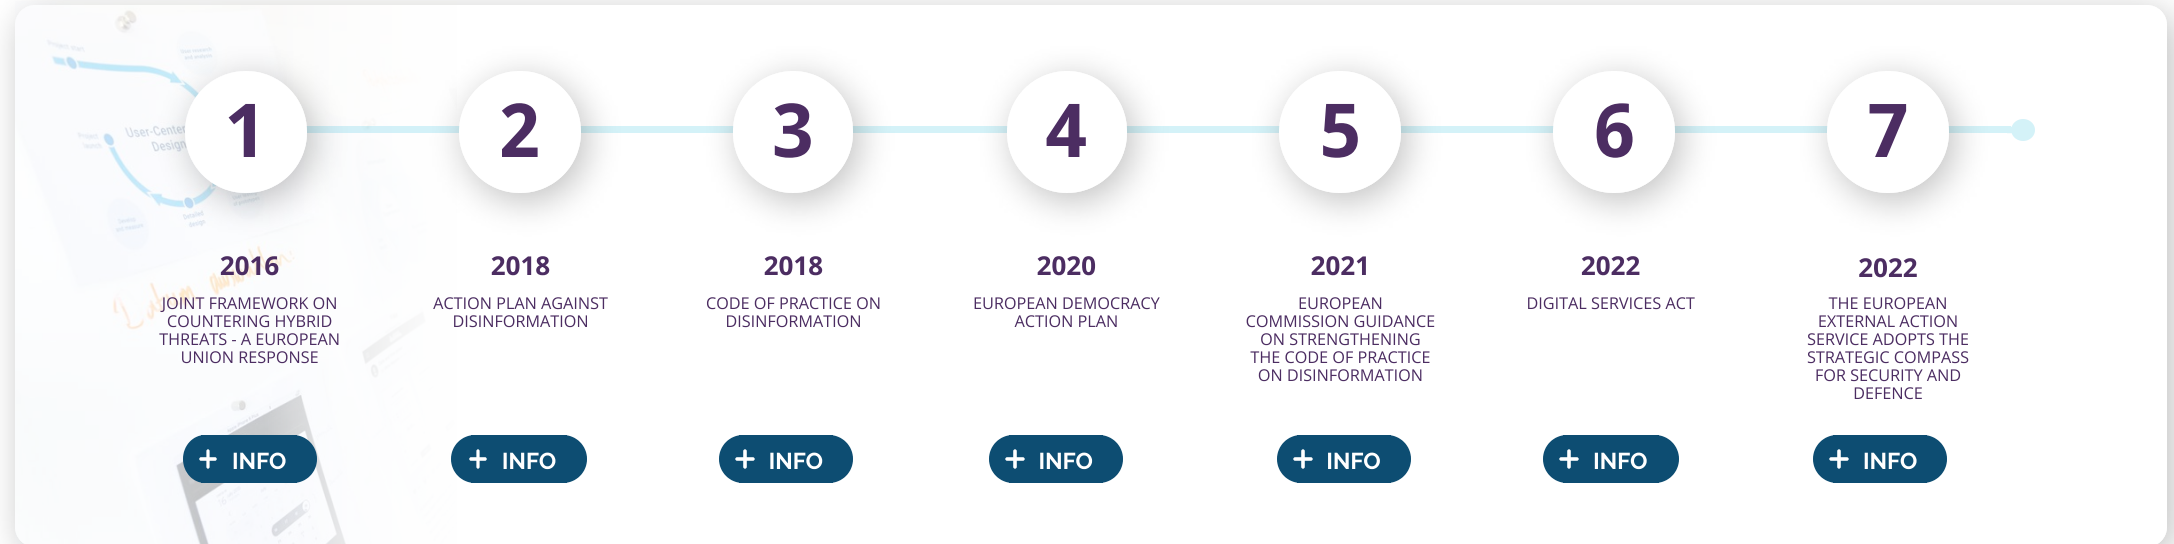 1
2
3
4
5
6
7
2016
JOINT FRAMEWORK ON
COUNTERING HYBRID
THREATS - A EUROPEAN
UNION RESPONSE
2018
ACTION PLAN AGAINST
DISINFORMATION
2018
CODE OF PRACTICE ON
DISINFORMATION
2020
EUROPEAN DEMOCRACY
ACTION PLAN
2021
EUROPEAN
COMMISSION GUIDANCE
ON STRENGTHENING
THE CODE OF PRACTICE
ON DISINFORMATION
2022
DIGITAL SERVICES ACT
2022
THE EUROPEAN
EXTERNAL ACTION
SERVICE ADOPTS THE
STRATEGIC COMPASS
FOR SECURITY AND
DEFENCE
+ INFO
+ INFO
+ INFO
+ INFO
+ INFO
+ INFO
+ INFO
Project start
Design